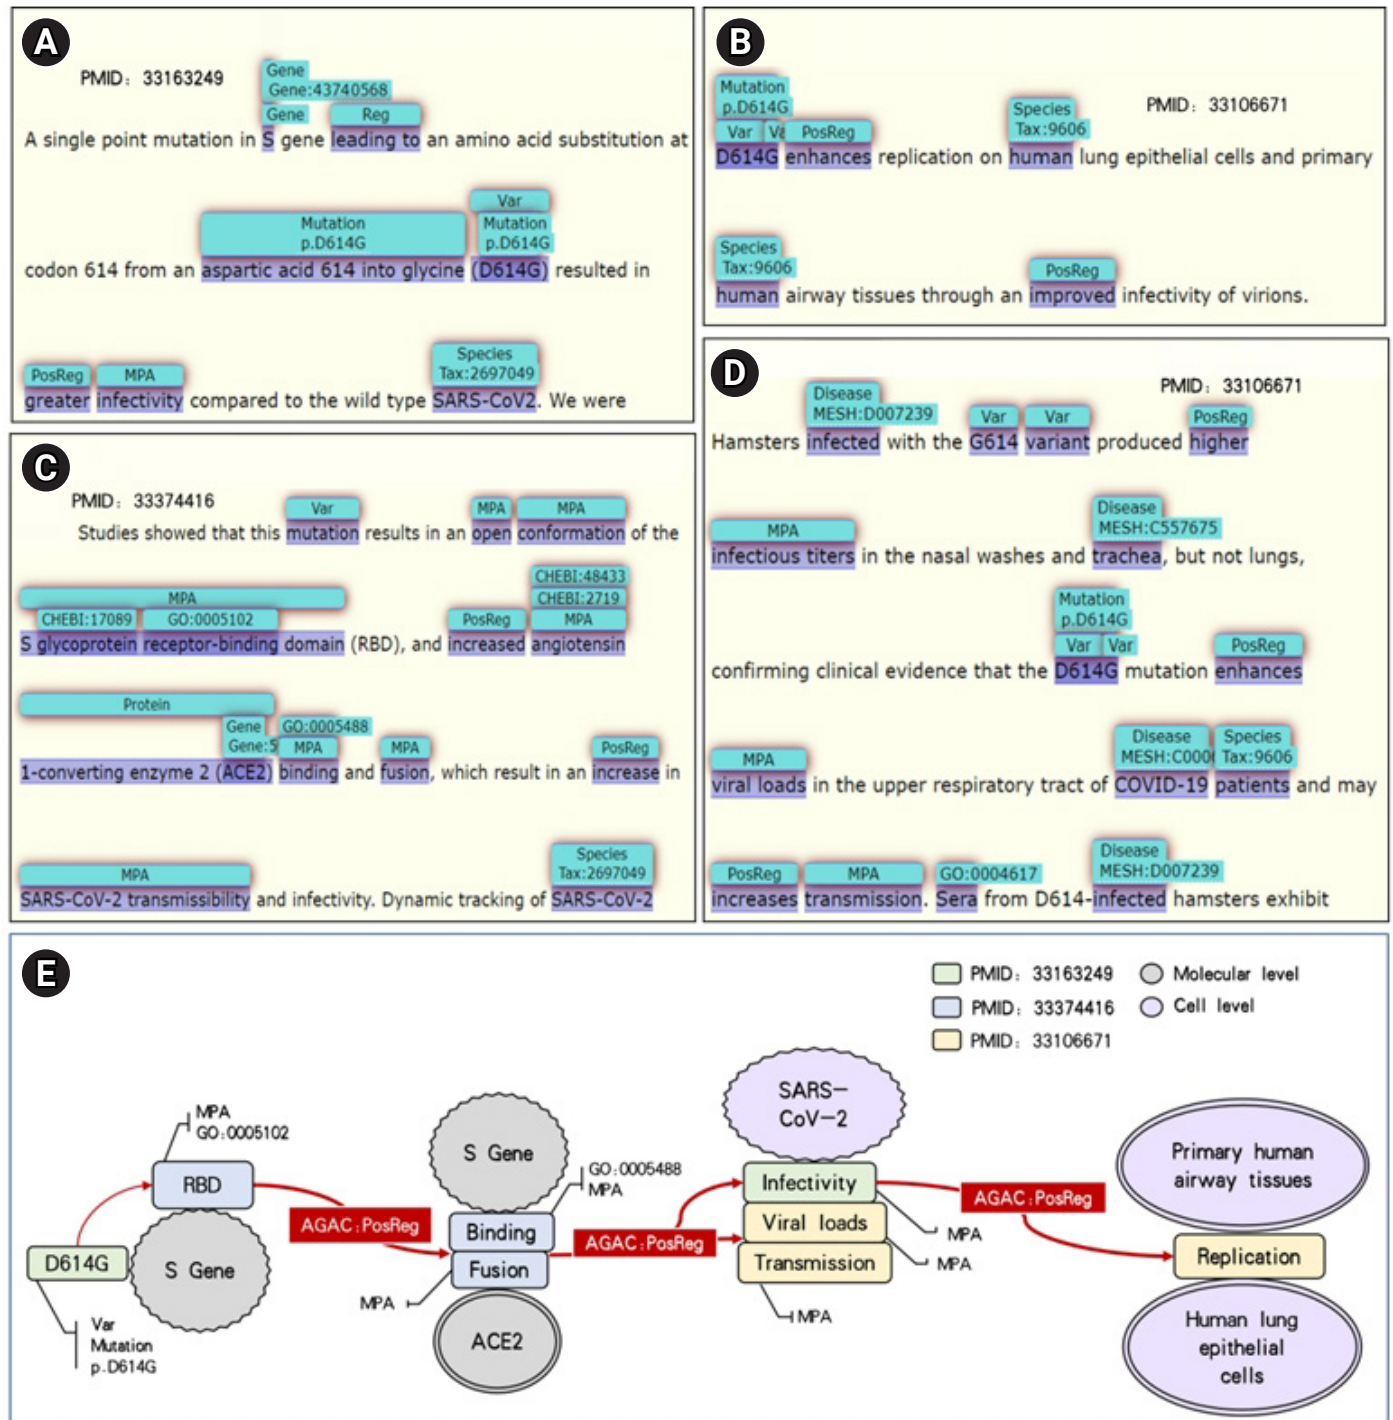 A
PMID: 33163249
Gene
Gene:43740568
Gene
Reg
A single point mutation in S gene leading to an amino acid substitution at
Var
Mutation
p.D614G
Mutation
p.D614G
codon 614 from an aspartic acid 614 into glycine (D614G) resulted in
Species
Tax:2697049
PosReg
MPA
greater infectivity compared to the wild type SARS-CoV2. We were
B
Mutation
p.D614G
Species
Tax:9606
PMID: 33106671
Var
Va
PosReg
D614G enhances replication on human lung epithelial cells and primary
Species
Tax:9606
PosReg
human airway tissues through an improved infectivity of virions.
C
PMID: 33374416
Var
MPA
MPA
Studies showed that this mutation results in an open conformation of the
CHEBI:48433
CHEBI:2719
MPA
CHEBI:17089
GO:0005102
PosReg
MPA
S glycoprotein receptor-binding domain (RBD), and increased angiotensin
Protein
Gene
Gene:5
GO:0005488
MPA
MPA
PosReg
1-converting enzyme 2 (ACE2) binding and fusion, which result in an increase in
MPA
Species
Tax:2697049
SARS-CoV-2 transmissibility and infectivity. Dynamic tracking of SARS-CoV-2
D
PMID: 33106671
Disease
MESH:D007239
Var
Var
PosReg
Hamsters infected with the G614 variant produced higher
MPA
Disease
MESH:C557675
infectious titers in the nasal washes and trachea, but not lungs,
Mutation
p.D614G
Var
Var
PosReg
confirming clinical evidence that the D614G mutation enhances
MPA
Disease
MESH:C000
Species
Tax:9606
viral loads in the upper respiratory tract of COVID-19 patients and may
PosReg
MPA
GO:0004617
Disease
MESH:D007239
increases transmission. Sera from D614-infected hamsters exhibit
E
PMID: 33163249
Molecular level
PMID: 33374416
Cell level
PMID: 33106671
MPA
GO:0005102
RBD
S Gene
D614G
Var
Mutation
p.D614G
AGAC:PosReg
S Gene
GO:0005488
MPA
Binding
Fusion
MPA
ACE2
AGAC:PosReg
SARS-
CoV-2
Infectivity
Viral loads
Transmission
MPA
MPA
MPA
AGAC:PosReg
Primary human
airway tissues
Replication
Human lung
epithelial
cells